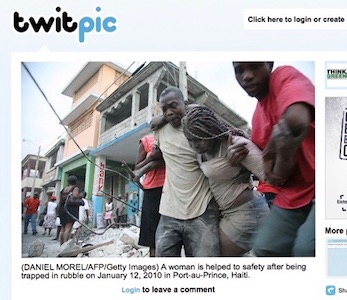 twitpic
Click here to login or create
(DANIEL MOREL/AFP/Getty Images) A woman is helped to safety after being
trapped in rubble on January 12, 2010 in Port-au-Prince, Haiti.
Login to leave a comment
THINK
GREEN
More